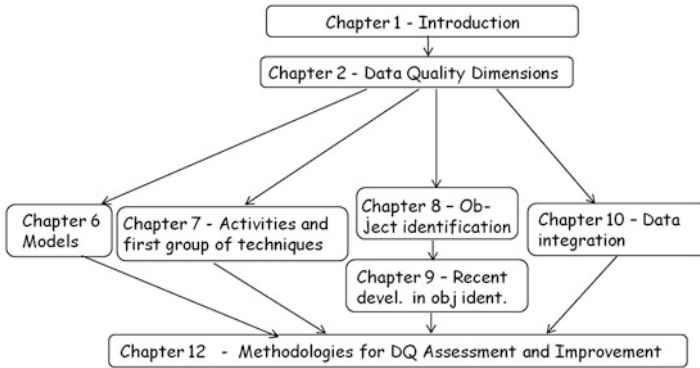 Chapter 1 - Introduction
Chapter 2 - Data Quality Dimensions
Chapter 6
Models
Chapter 7 - Activities and
first group of techniques
Chapter 8 - Ob-
ject identification
Chapter 9 - Recent
devel. in obj ident.
Chapter 10 - Data
integration
Chapter 12 - Methodologies for DQ Assessment and Improvement